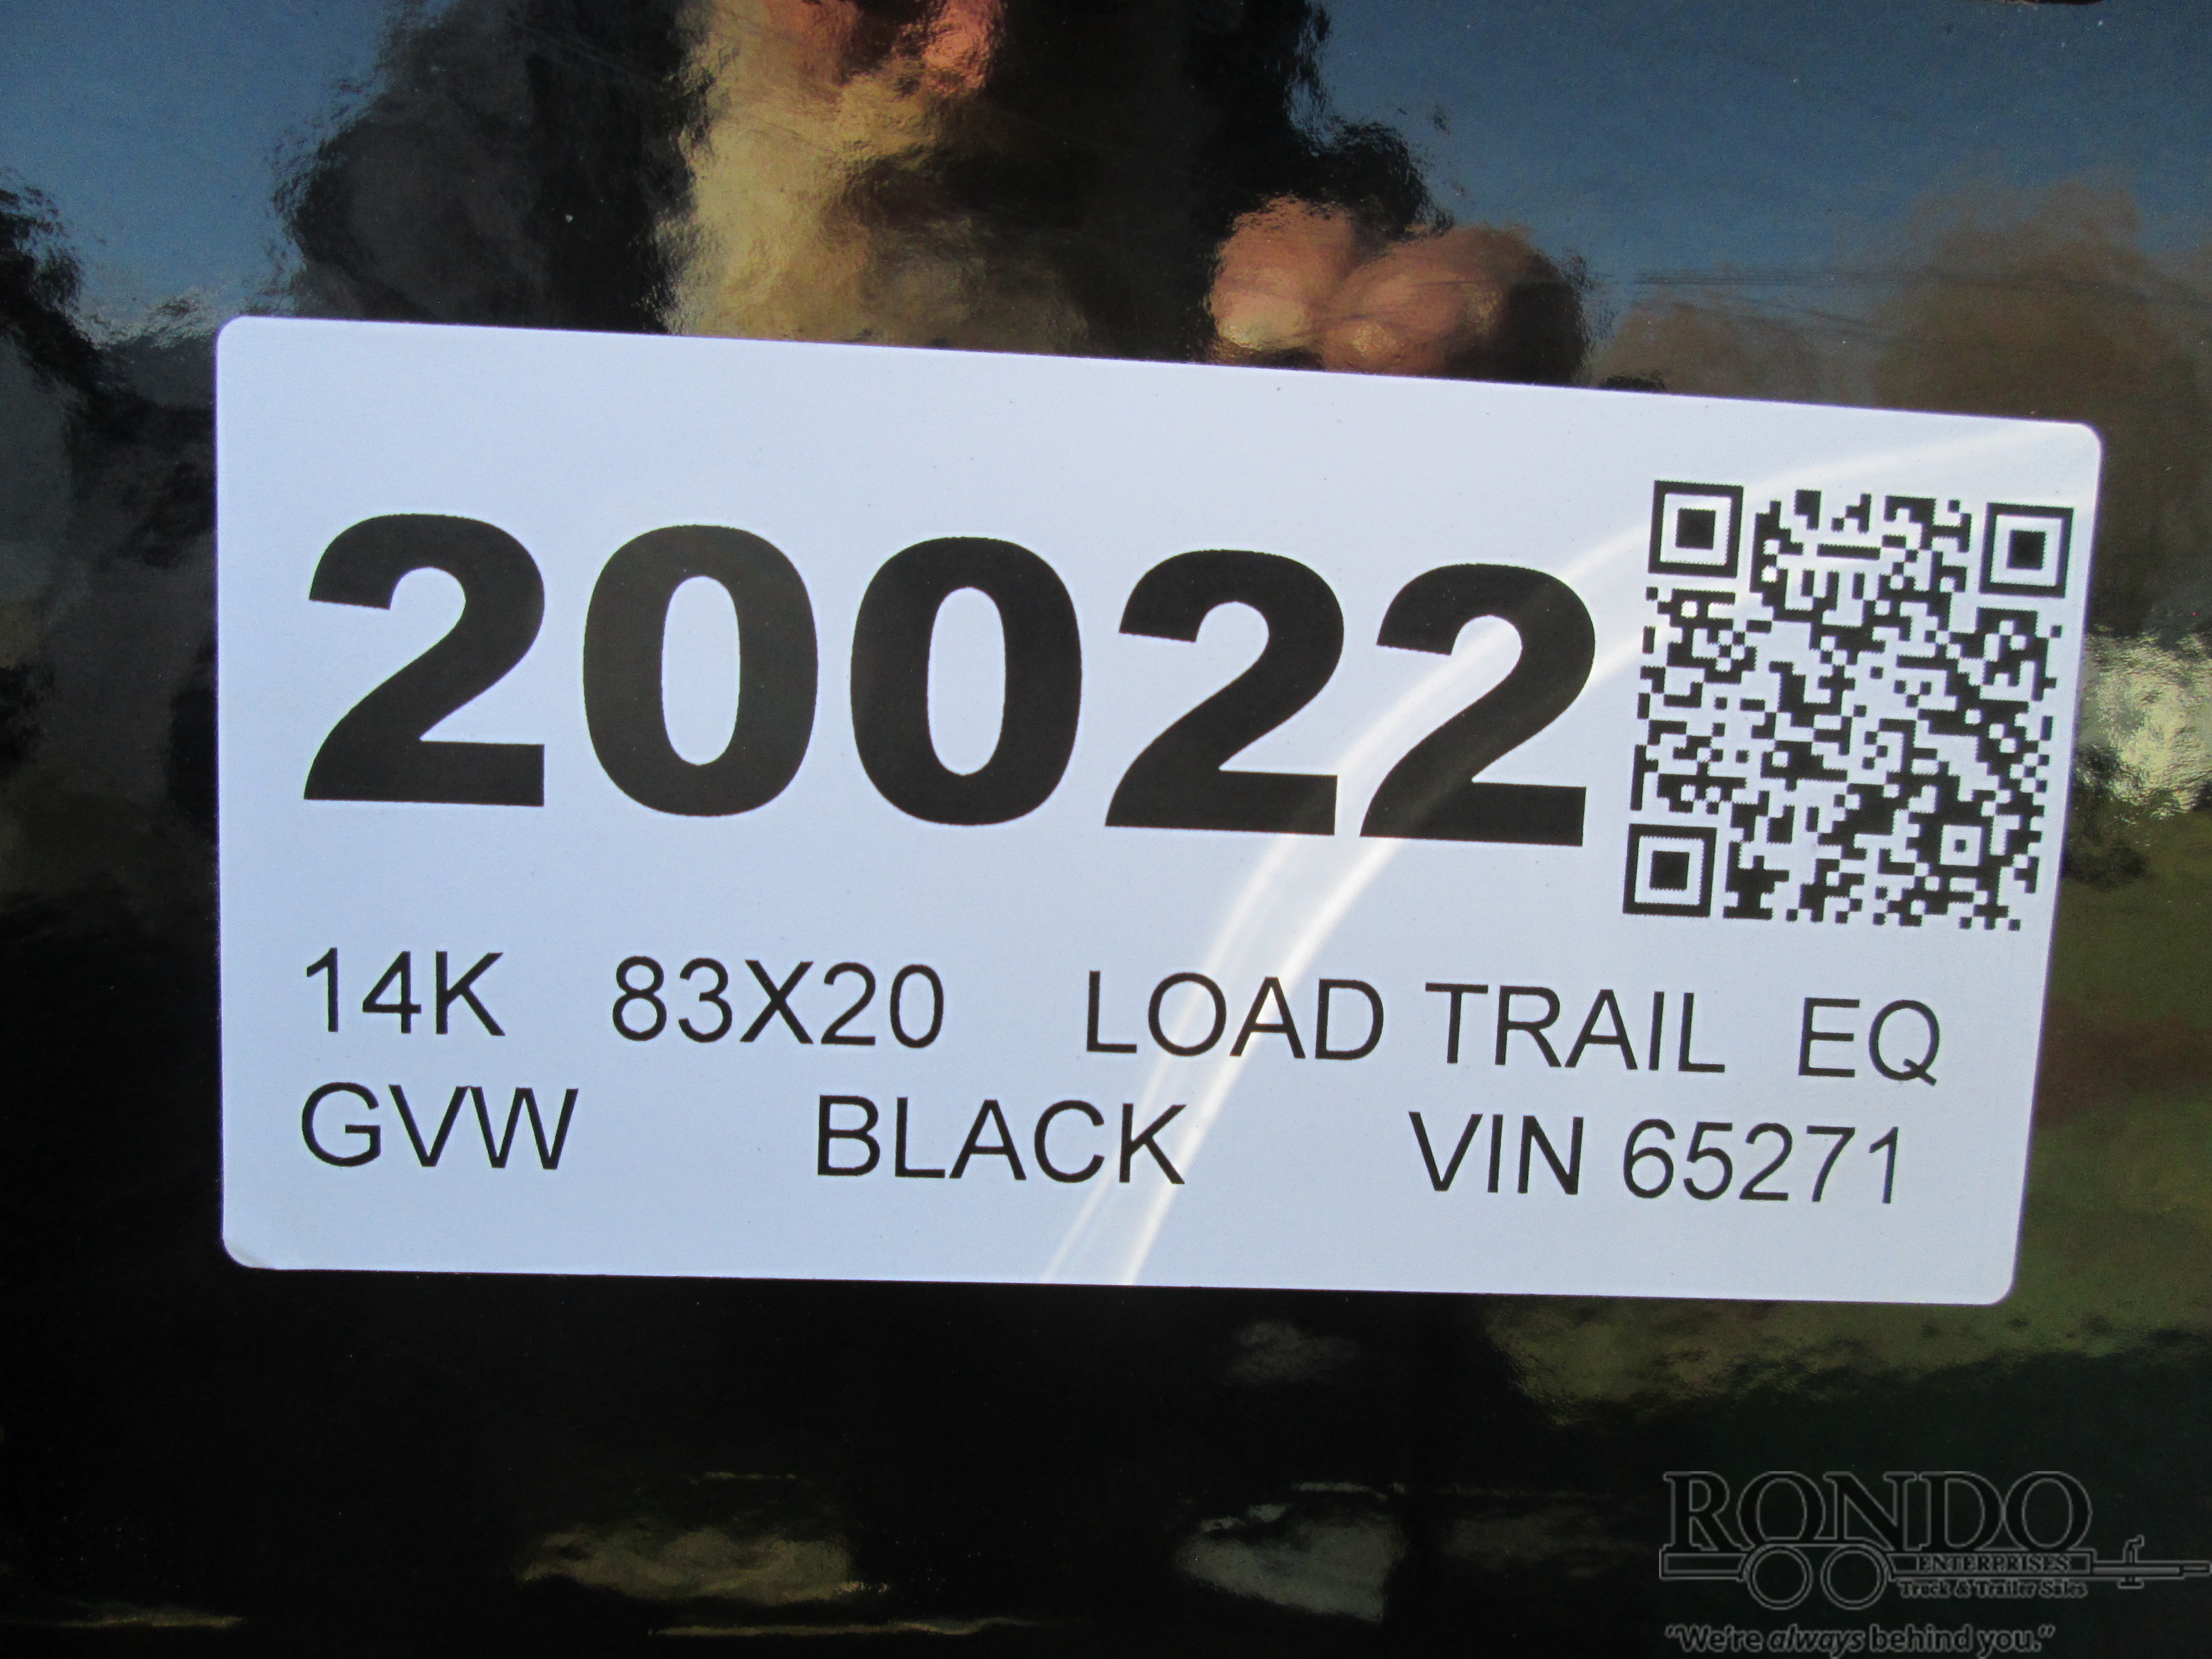 20022
14K 83X20 LOAD TRAIL EQ
GVW BLACK VIN 65271
RONDO
ENTERPRISES
Truck & Trailer Sales
"We're always behind you."